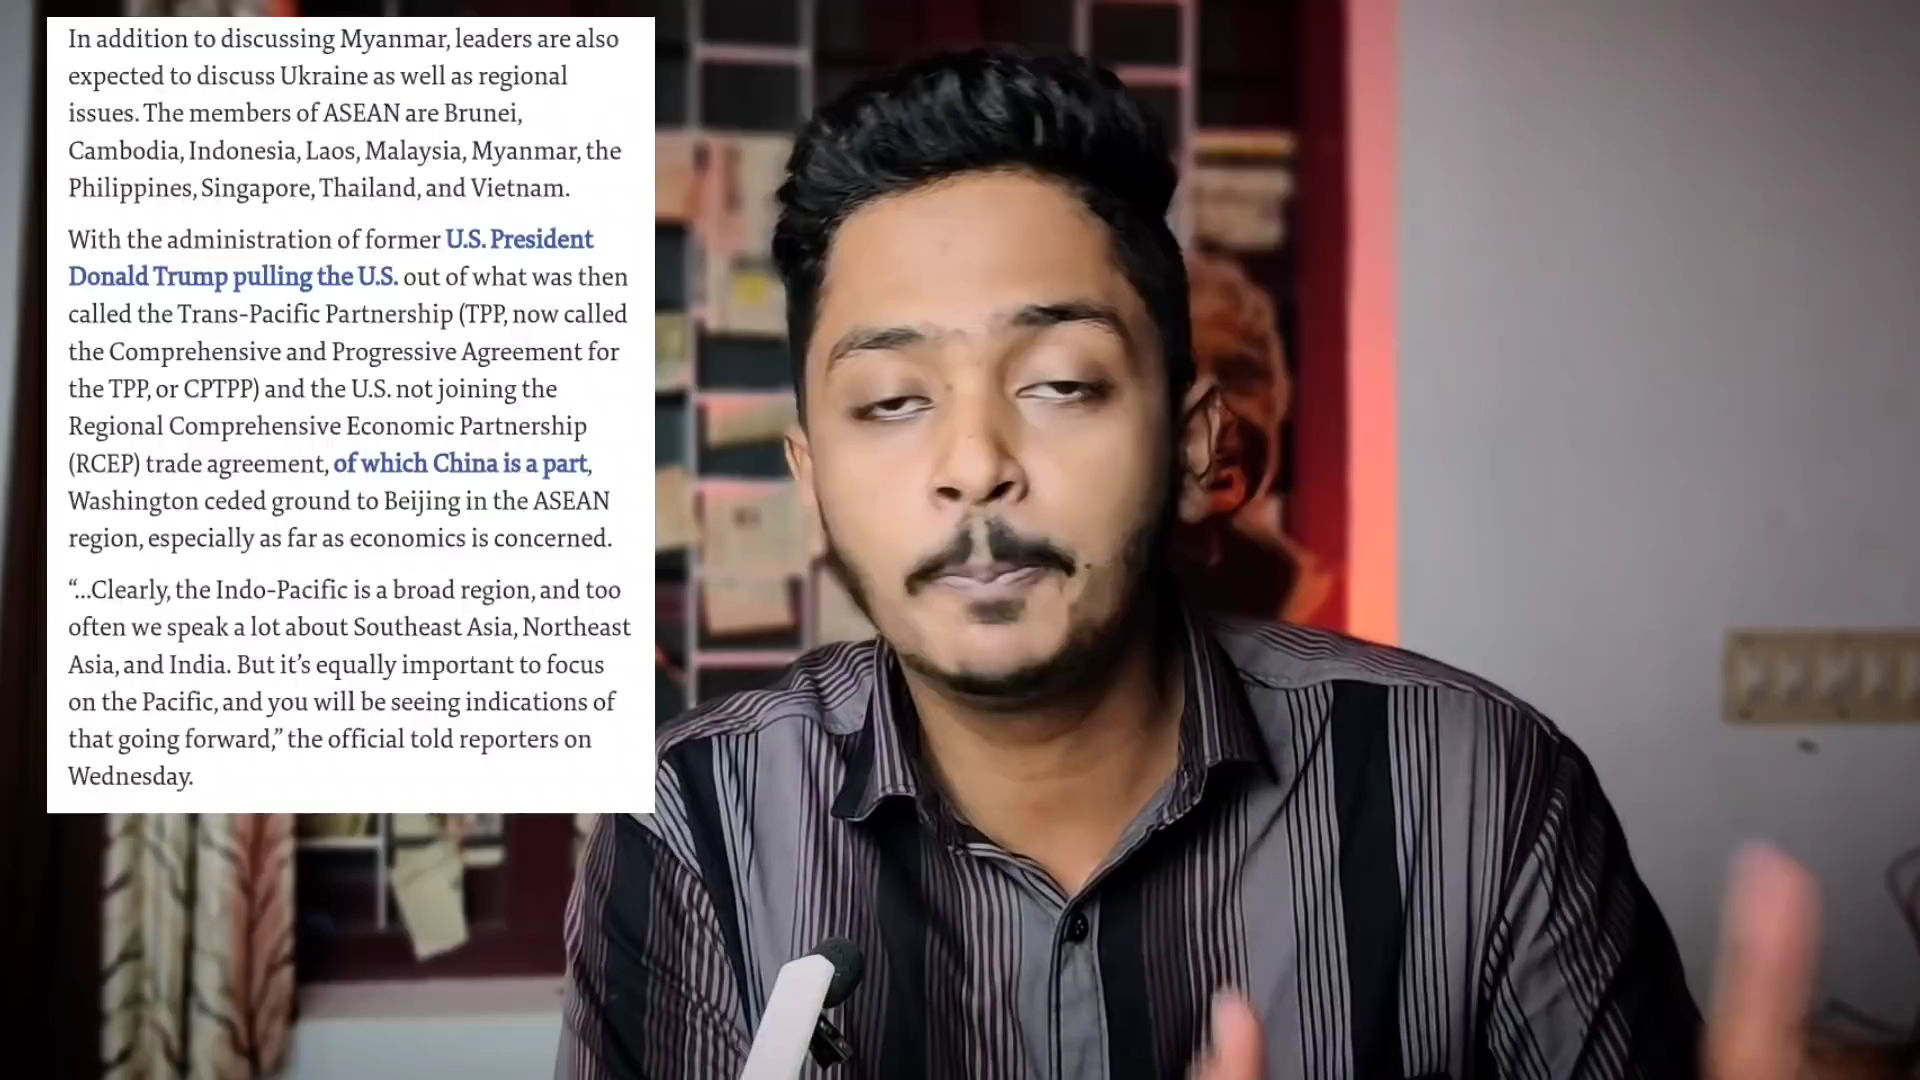 In addition to discussing Myanmar, leaders are also
expected to discuss Ukraine as well as regional
issues. The members of ASEAN are Brunei,
Cambodia, Indonesia, Laos, Malaysia, Myanmar, the
Philippines, Singapore, Thailand, and Vietnam.
With the administration of former U.S. President
Donald Trump pulling the U.S. out of what was then
called the Trans-Pacific Partnership (TPP, now called
the Comprehensive and Progressive Agreement for
the TPP, or CPTPP) and the U.S. not joining the
Regional Comprehensive Economic Partnership
(RCEP) trade agreement, of which China is a part,
Washington ceded ground to Beijing in the ASEAN
region, especially as far as economics is concerned.
“...Clearly, the Indo-Pacific is a broad region, and too
often we speak a lot about Southeast Asia, Northeast
Asia, and India. But it’s equally important to focus
on the Pacific, and you will be seeing indications of
that going forward,” the official told reporters on
Wednesday.